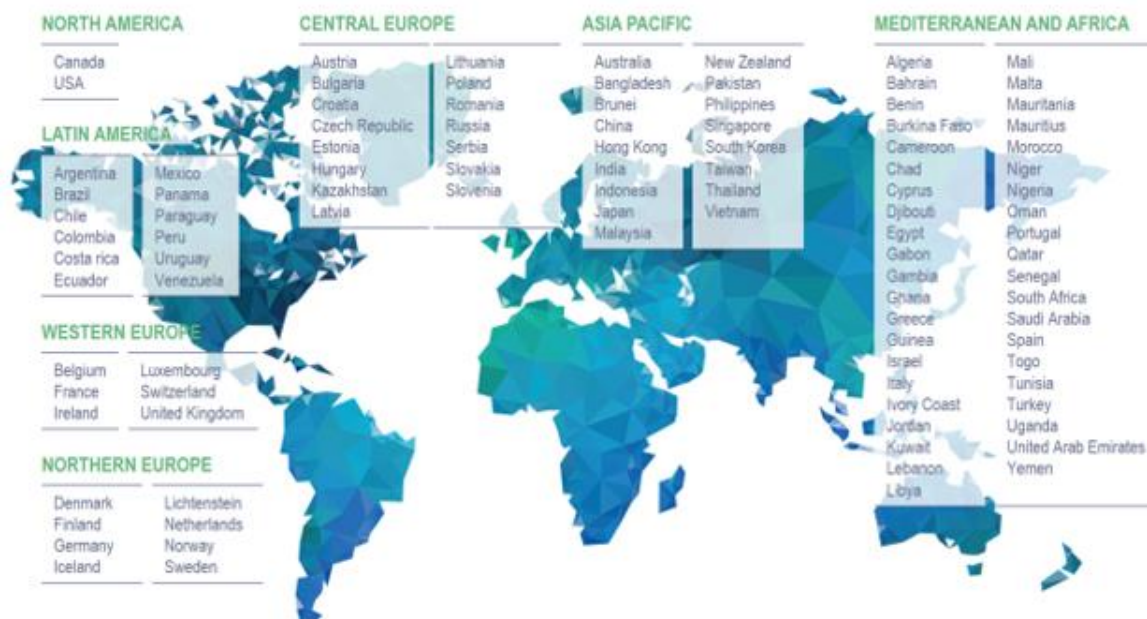 NORTH AMERICA
Canada
USA
LATIN AMERICA
Argentina
Brazil
Chile
Colombia
Costa rica
Ecuador
Mexico
Panama
Paraguay
Peru
Uruguay
Venezuela
WESTERN EUROPE
Belgium
France
Ireland
Luxembourg
Switzerland
United Kingdom
NORTHERN EUROPE
Denmark
Finland
Germany
Iceland
Lichtenstein
Netherlands
Norway
Sweden
CENTRAL EUROPE
Austria
Bulgaria
Croatia
Czech Republic
Estonia
Hungary
Kazakhstan
Latvia
Lithuania
Poland
Romania
Russia
Serbia
Slovakia
Slovenia
ASIA PACIFIC
Australia
Bangladesh
Brunei
China
Hong Kong
India
Indonesia
Japan
Malaysia
New Zealand
Pakistan
Philippines
Singapore
South Korea
Taiwan
Thailand
Vietnam
MEDITERRANEAN AND AFRICA
Algeria
Bahrain
Benin
Burkina Faso
Cameroon
Chad
Cyprus
Djibouti
Egypt
Gabon
Gambia
Ghana
Greece
Guinea
Israel
Italy
Ivory Coast
Jordan
Kuwait
Lebanon
Libya
Mali
Malta
Mauritania
Mauritius
Morocco
Niger
Nigeria
Oman
Portugal
Qatar
Senegal
South Africa
Saudi Arabia
Spain
Togo
Tunisia
Turkey
Uganda
United Arab Emirates
Yemen